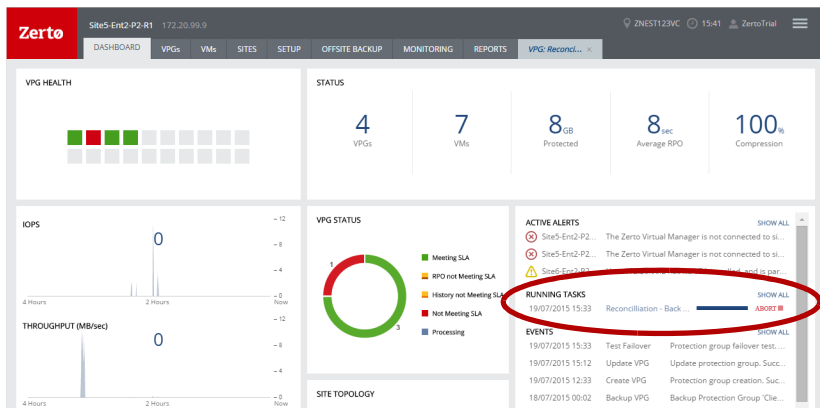 Zertø
Site5-Ent2-P2-R1 172.20.99.9
ZNEST123VC 15:41 ZertoTrial
DASHBOARD VPGs VMs SITES SETUP OFFSITE BACKUP MONITORING REPORTS VPG: Reconci... ×
VPG HEALTH
STATUS
4 7 8GB 8sec 100%
VPGs VMs Protected Average RPO Compression
IOPS
0
– 12
– 8
– 4
– 0
4 Hours 2 Hours Now
THROUGHPUT (MB/sec)
0
– 12
– 8
– 4
– 0
4 Hours 2 Hours Now
VPG STATUS
1
3
Meeting SLA
RPO not Meeting SLA
History not Meeting SLA
Not Meeting SLA
Processing
SITE TOPOLOGY
ACTIVE ALERTS SHOW ALL
Site5-Ent2-P2... The Zerto Virtual Manager is not connected to si...
Site5-Ent2-P2... The Zerto Virtual Manager is not connected to si...
Site6-Ent2-P2 and is par...
RUNNING TASKS SHOW ALL
19/07/2015 15:33 Reconcilliation - Back... ABORT
EVENTS SHOW ALL
19/07/2015 15:33 Test Failover Protection group failover test. ...
19/07/2015 15:12 Update VPG Update protection group. Succ...
19/07/2015 12:33 Create VPG Protection group creation. Suc...
18/07/2015 00:02 Backup VPG Backup Protection Group 'Clie...